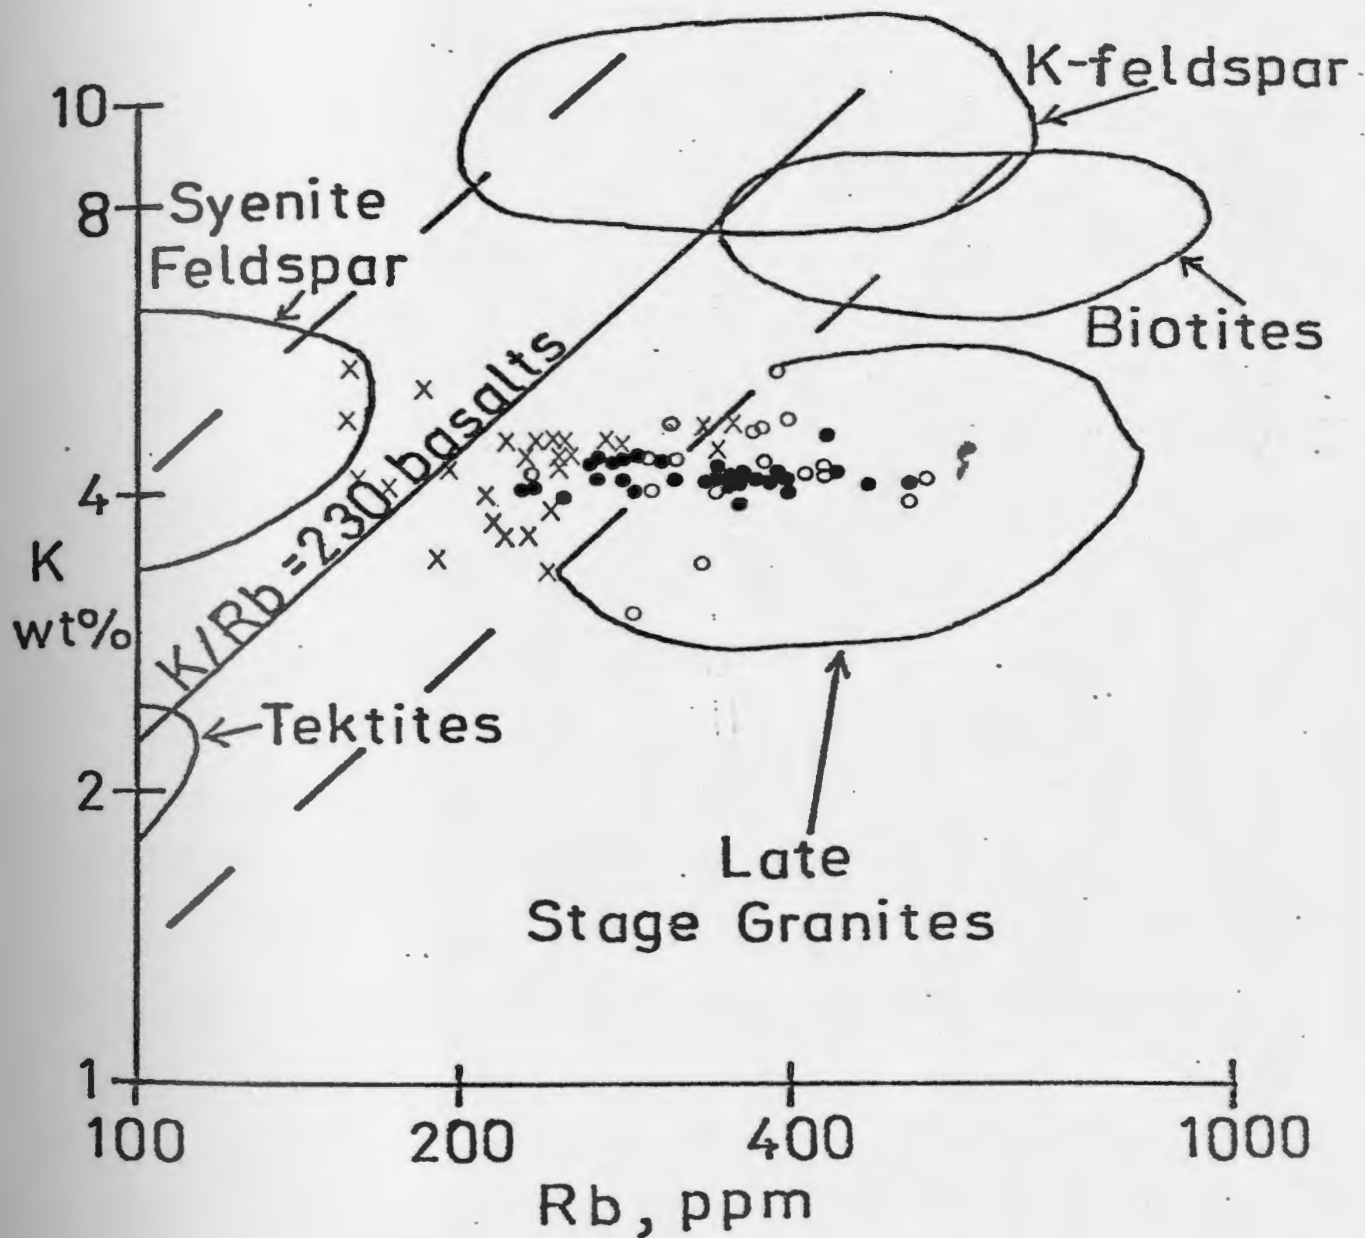 K-feldspar
10
Syenite
8
Feldspar
Biotites
K/Rb = 230 basalts
4
K
wt%
Tektites
2
Late
Stage Granites
1
100 200 400 1000
Rb, ppm